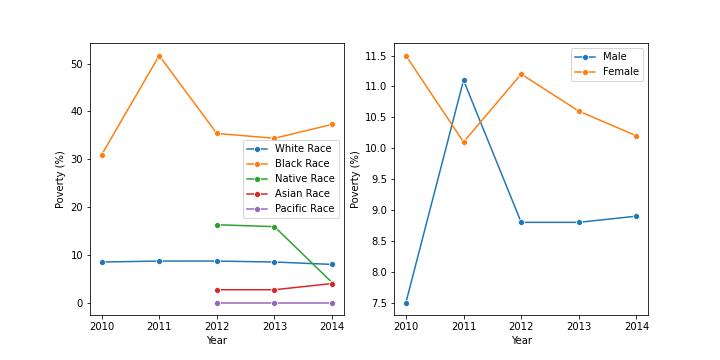 50
40
30
20
10
0
Poverty (%)
2010 2011 2012 2013 2014
Year
White Race
Black Race
Native Race
Asian Race
Pacific Race
11.5
11.0
10.5
10.0
9.5
9.0
8.5
8.0
7.5
Poverty (%)
2010 2011 2012 2013 2014
Year
Male
Female